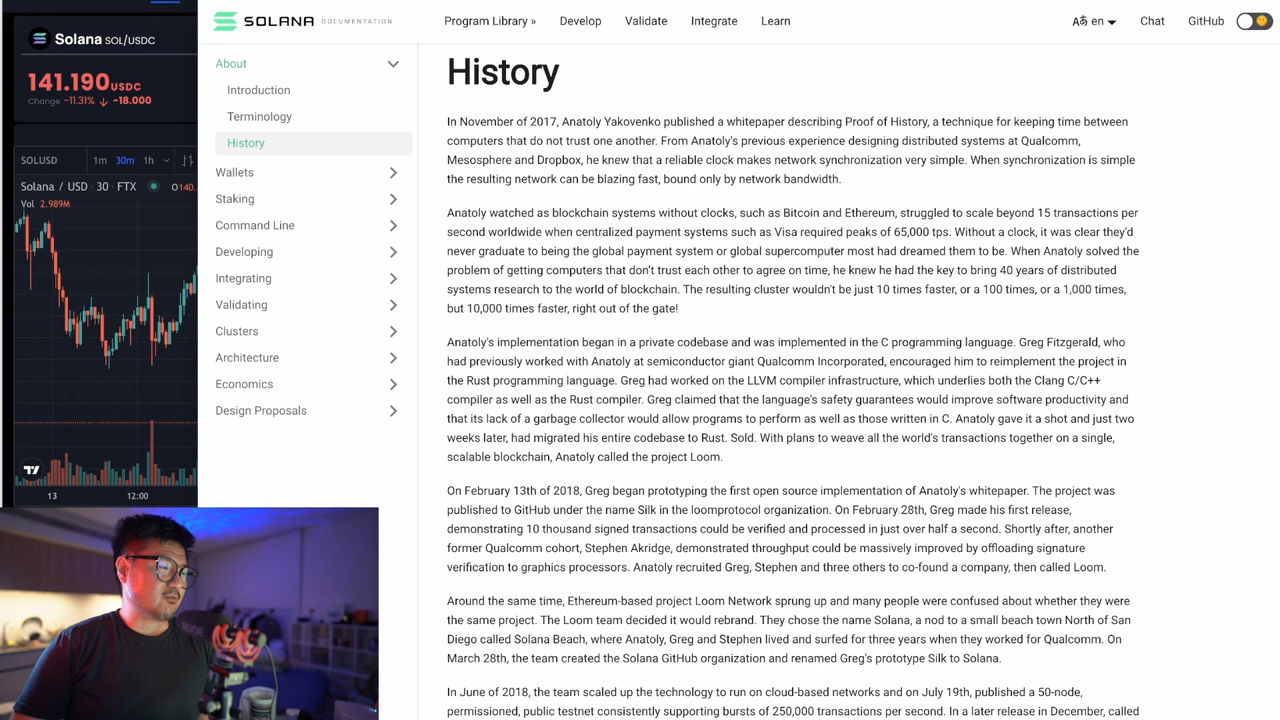 Solana SOL/USDC
141.190USDC
Change -11.31% ↓ -18.000
SOLUSD 1m 30m 1h
Solana / USD · 30 · FTX O140.
Vol 2.989M
13 12:00
SOLANA DOCUMENTATION
Program Library » Develop Validate Integrate Learn
en Chat GitHub
About
Introduction
Terminology
History
Wallets
Staking
Command Line
Developing
Integrating
Validating
Clusters
Architecture
Economics
Design Proposals
History
In November of 2017, Anatoly Yakovenko published a whitepaper describing Proof of History, a technique for keeping time between
computers that do not trust one another. From Anatoly's previous experience designing distributed systems at Qualcomm,
Mesosphere and Dropbox, he knew that a reliable clock makes network synchronization very simple. When synchronization is simple
the resulting network can be blazing fast, bound only by network bandwidth.
Anatoly watched as blockchain systems without clocks, such as Bitcoin and Ethereum, struggled to scale beyond 15 transactions per
second worldwide when centralized payment systems such as Visa required peaks of 65,000 tps. Without a clock, it was clear they'd
never graduate to being the global payment system or global supercomputer most had dreamed them to be. When Anatoly solved the
problem of getting computers that don't trust each other to agree on time, he knew he had the key to bring 40 years of distributed
systems research to the world of blockchain. The resulting cluster wouldn't be just 10 times faster, or a 100 times, or a 1,000 times,
but 10,000 times faster, right out of the gate!
Anatoly's implementation began in a private codebase and was implemented in the C programming language. Greg Fitzgerald, who
had previously worked with Anatoly at semiconductor giant Qualcomm Incorporated, encouraged him to reimplement the project in
the Rust programming language. Greg had worked on the LLVM compiler infrastructure, which underlies both the Clang C/C++
compiler as well as the Rust compiler. Greg claimed that the language's safety guarantees would improve software productivity and
that its lack of a garbage collector would allow programs to perform as well as those written in C. Anatoly gave it a shot and just two
weeks later, had migrated his entire codebase to Rust. Sold. With plans to weave all the world's transactions together on a single,
scalable blockchain, Anatoly called the project Loom.
On February 13th of 2018, Greg began prototyping the first open source implementation of Anatoly's whitepaper. The project was
published to GitHub under the name Silk in the loomprotocol organization. On February 28th, Greg made his first release,
demonstrating 10 thousand signed transactions could be verified and processed in just over half a second. Shortly after, another
former Qualcomm cohort, Stephen Akridge, demonstrated throughput could be massively improved by offloading signature
verification to graphics processors. Anatoly recruited Greg, Stephen and three others to co-found a company, then called Loom.
Around the same time, Ethereum-based project Loom Network sprung up and many people were confused about whether they were
the same project. The Loom team decided it would rebrand. They chose the name Solana, a nod to a small beach town North of San
Diego called Solana Beach, where Anatoly, Greg and Stephen lived and surfed for three years when they worked for Qualcomm. On
March 28th, the team created the Solana GitHub organization and renamed Greg's prototype Silk to Solana.
In June of 2018, the team scaled up the technology to run on cloud-based networks and on July 19th, published a 50-node,
permissioned, public testnet consistently supporting bursts of 250,000 transactions per second. In a later release in December, called